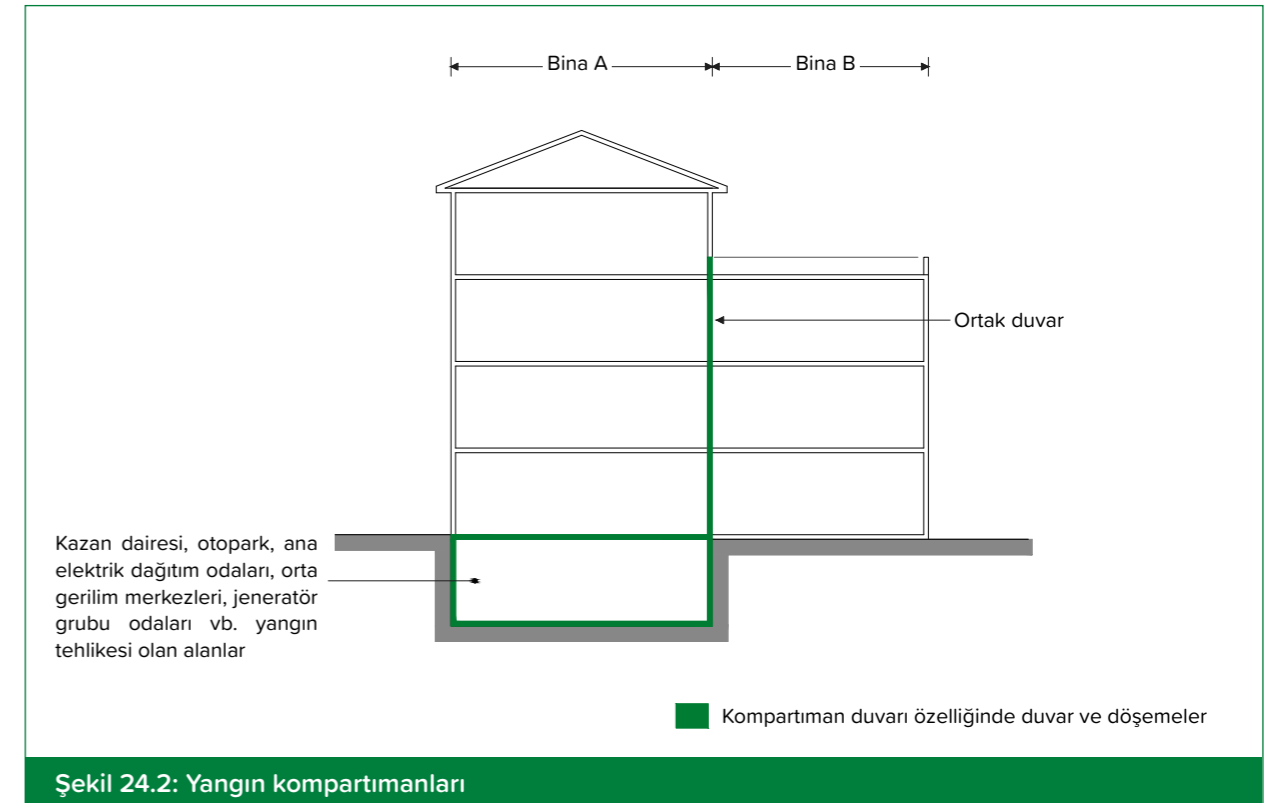 Bina A
Bina B
Ortak duvar
Kazan dairesi, otopark, ana
elektrik dağıtım odaları, orta
gerilim merkezleri, jeneratör
grubu odaları vb. yangın
tehlikesi olan alanlar
Kompartıman duvarı özelliğinde duvar ve döşemeler
Şekil 24.2: Yangın kompartımanları